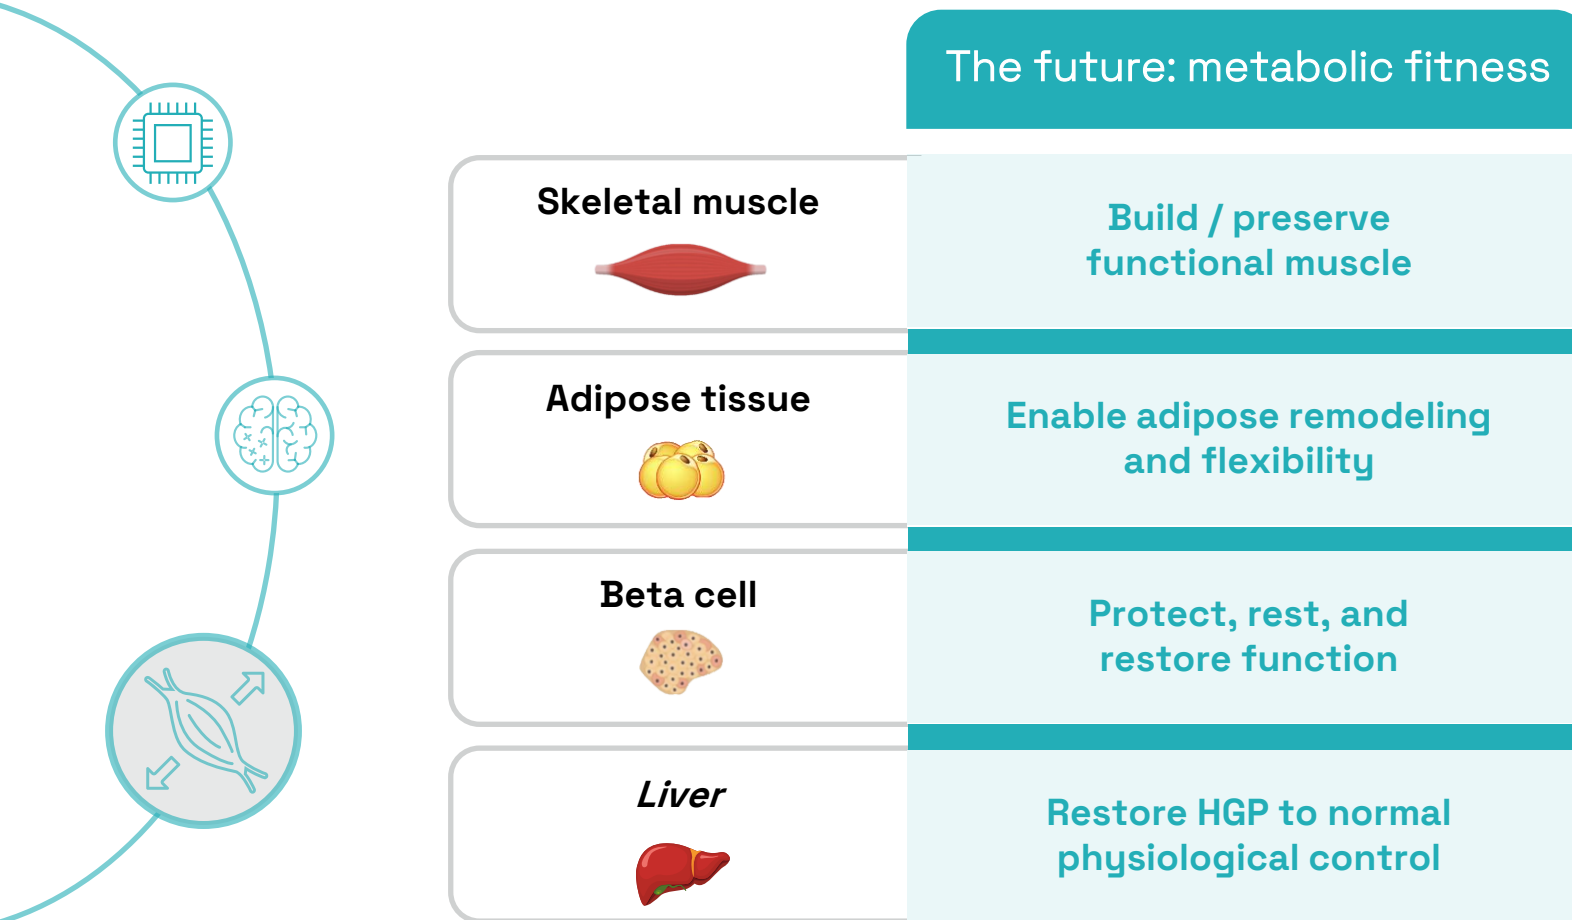 The future: metabolic fitness
Skeletal muscle
Build / preserve
functional muscle
Adipose tissue
Enable adipose remodeling
and flexibility
Beta cell
Protect, rest, and
restore function
Liver
Restore HGP to normal
physiological control